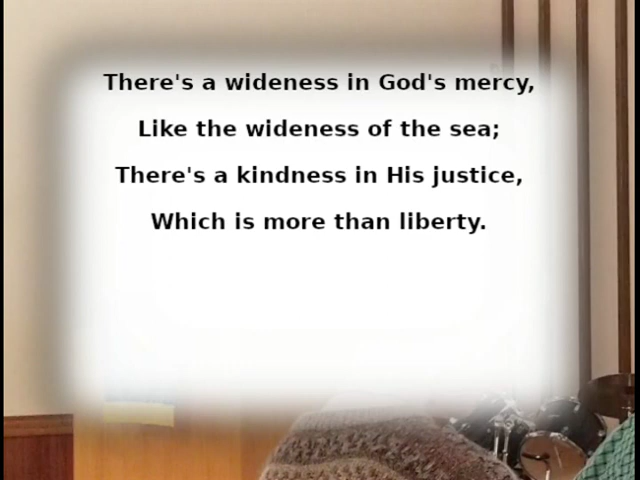 There's a wideness in God's mercy,
Like the wideness of the sea;
There's a kindness in His justice,
Which is more than liberty.